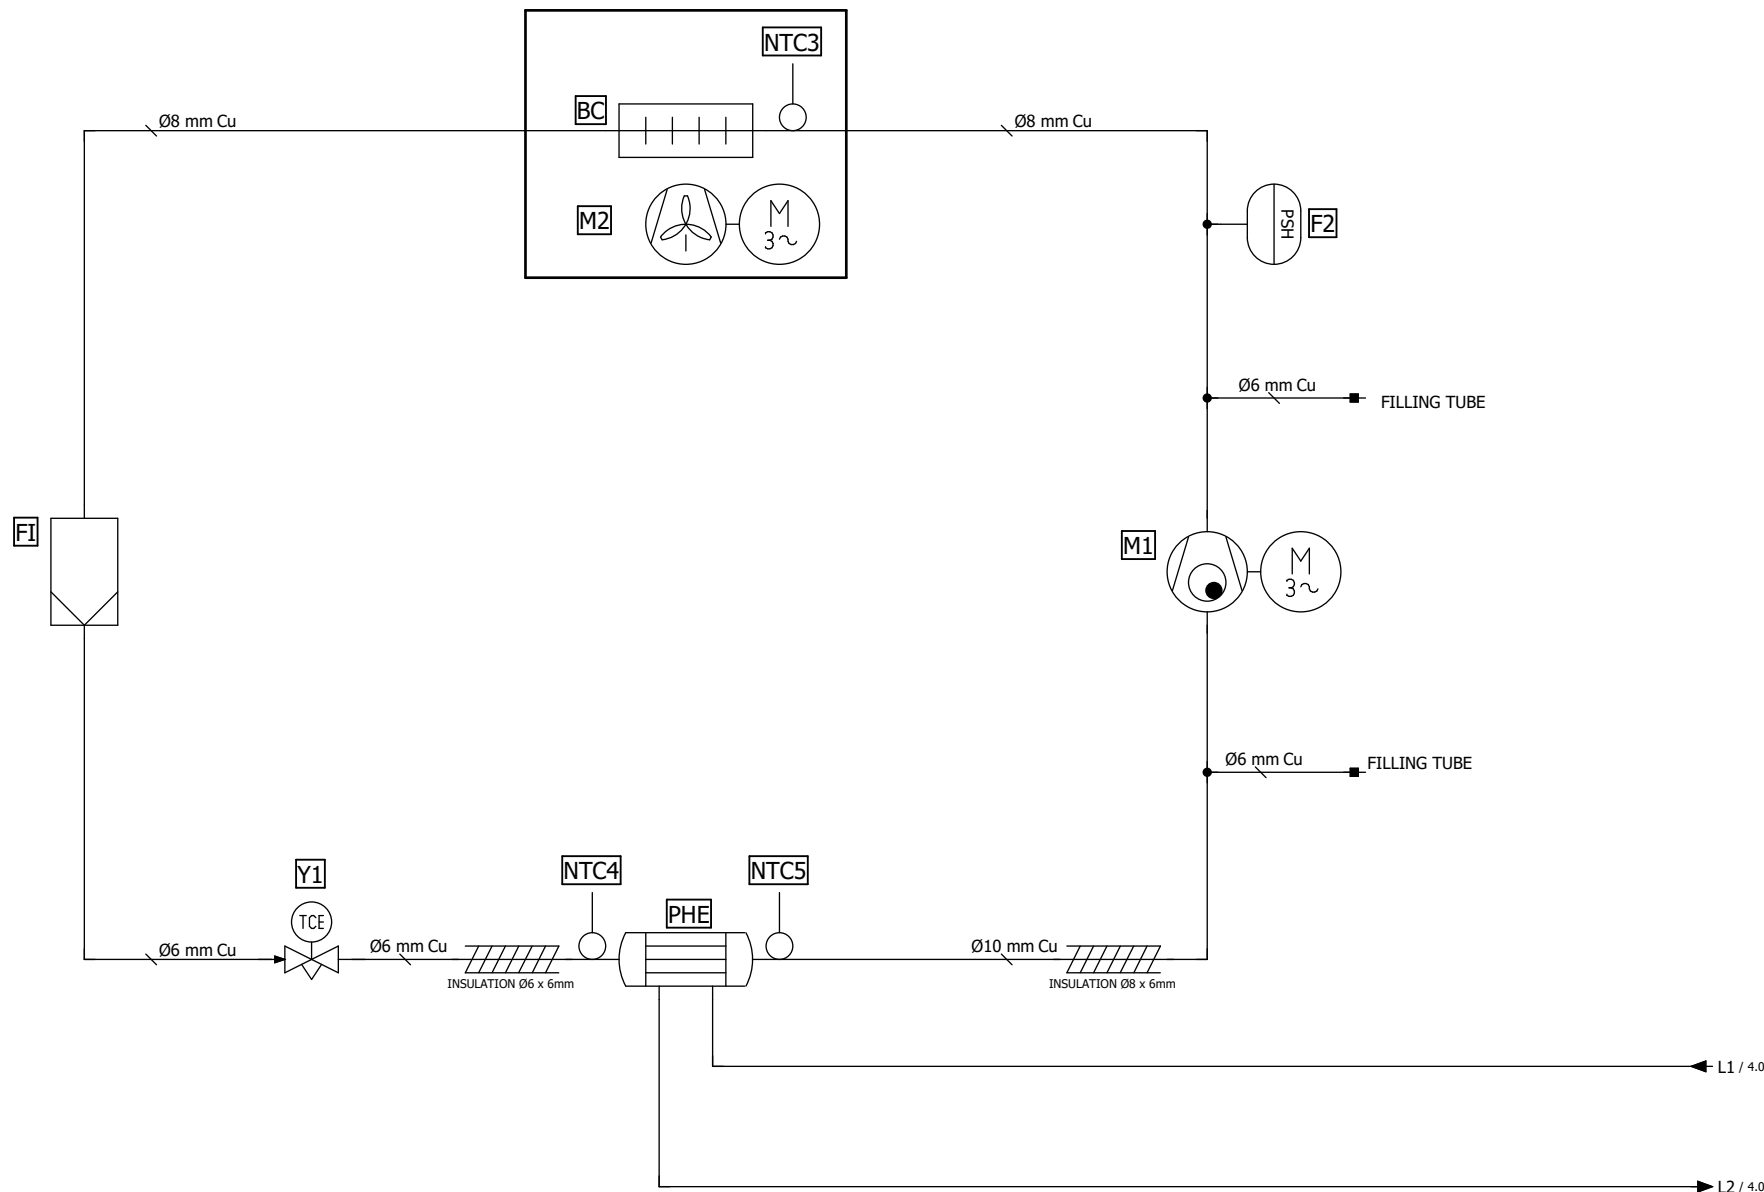 NTC3
BC
Ø8 mm Cu
Ø8 mm Cu
M2
M
3~
PSH
F2
Ø6 mm Cu
FILLING TUBE
FI
M1
M
3~
Ø6 mm Cu
FILLING TUBE
Y1
TCE
NTC4
NTC5
PHE
Ø6 mm Cu
Ø6 mm Cu
Ø10 mm Cu
INSULATION Ø6 x 6mm
INSULATION Ø8 x 6mm
L1 / 4.0
L2 / 4.0